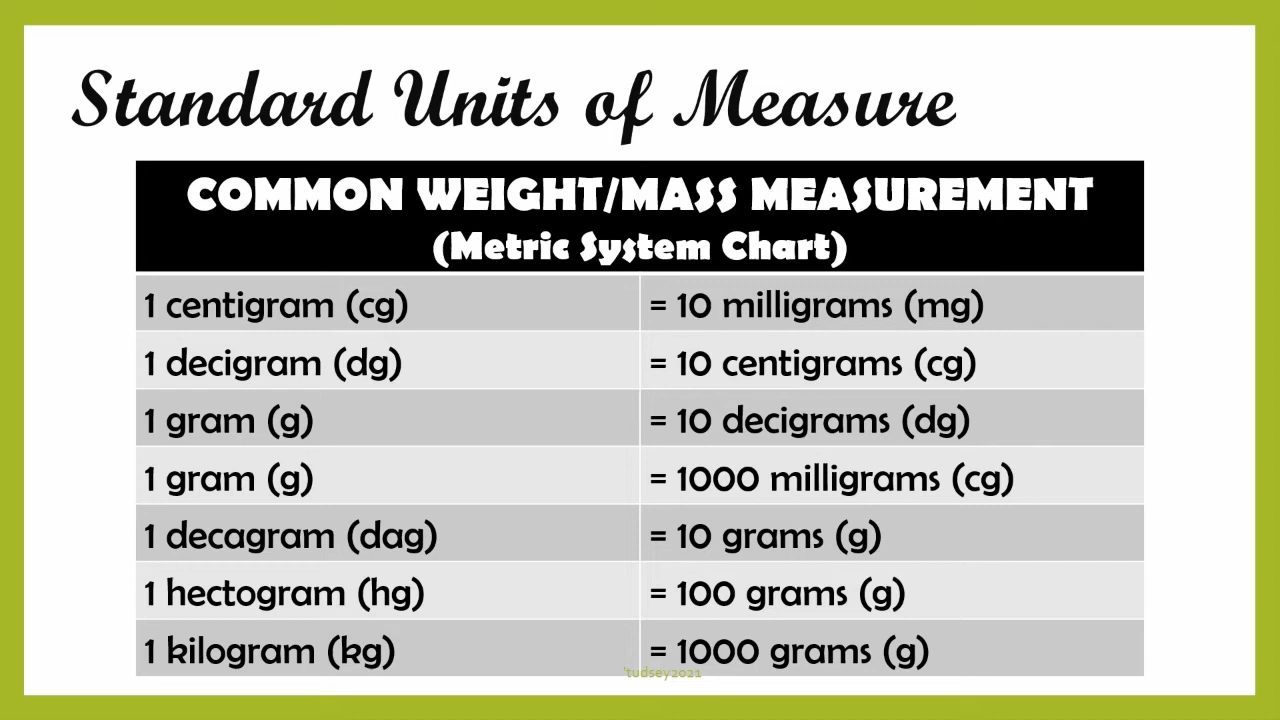 Standard Units of Measure
COMMON WEIGHT/MASS MEASUREMENT
(Metric System Chart)
1 centigram (cg) = 10 milligrams (mg)
1 decigram (dg) = 10 centigrams (cg)
1 gram (g) = 10 decigrams (dg)
1 gram (g) = 1000 milligrams (cg)
1 decagram (dag) = 10 grams (g)
1 hectogram (hg) = 100 grams (g)
1 kilogram (kg) = 1000 grams (g)
'tudsey2021